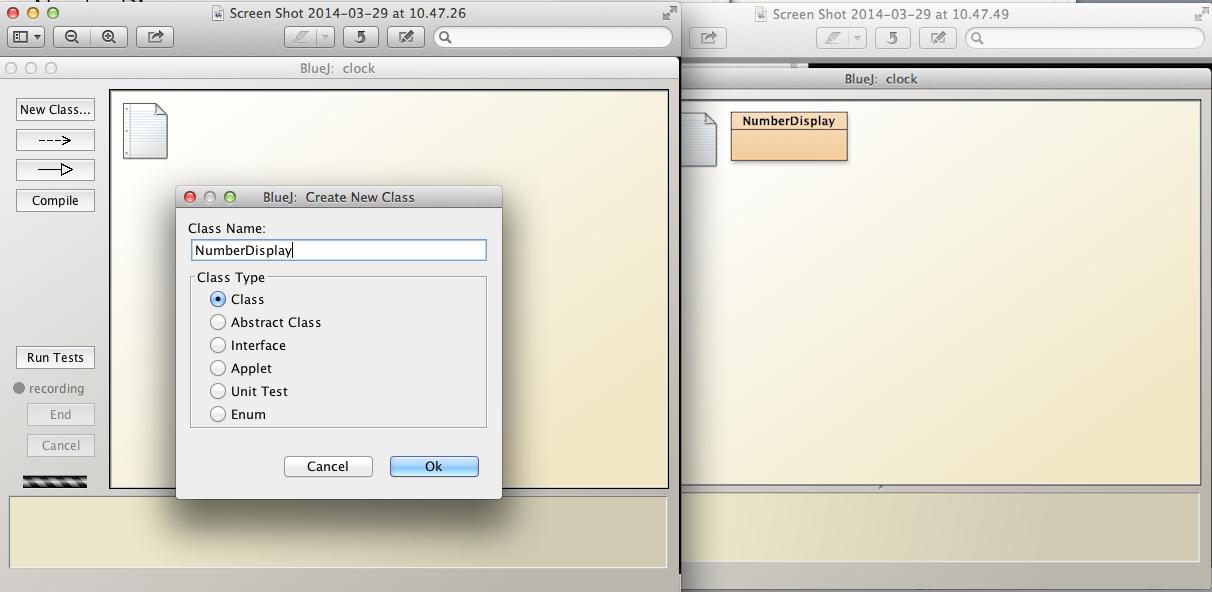 Screen Shot 2014-03-29 at 10.47.26
BlueJ: clock
New Class...
Compile
Run Tests
recording
End
Cancel
BlueJ: Create New Class
Class Name:
NumberDisplay
Class Type
Class
Abstract Class
Interface
Applet
Unit Test
Enum
Cancel
Ok
Screen Shot 2014-03-29 at 10.47.49
BlueJ: clock
NumberDisplay